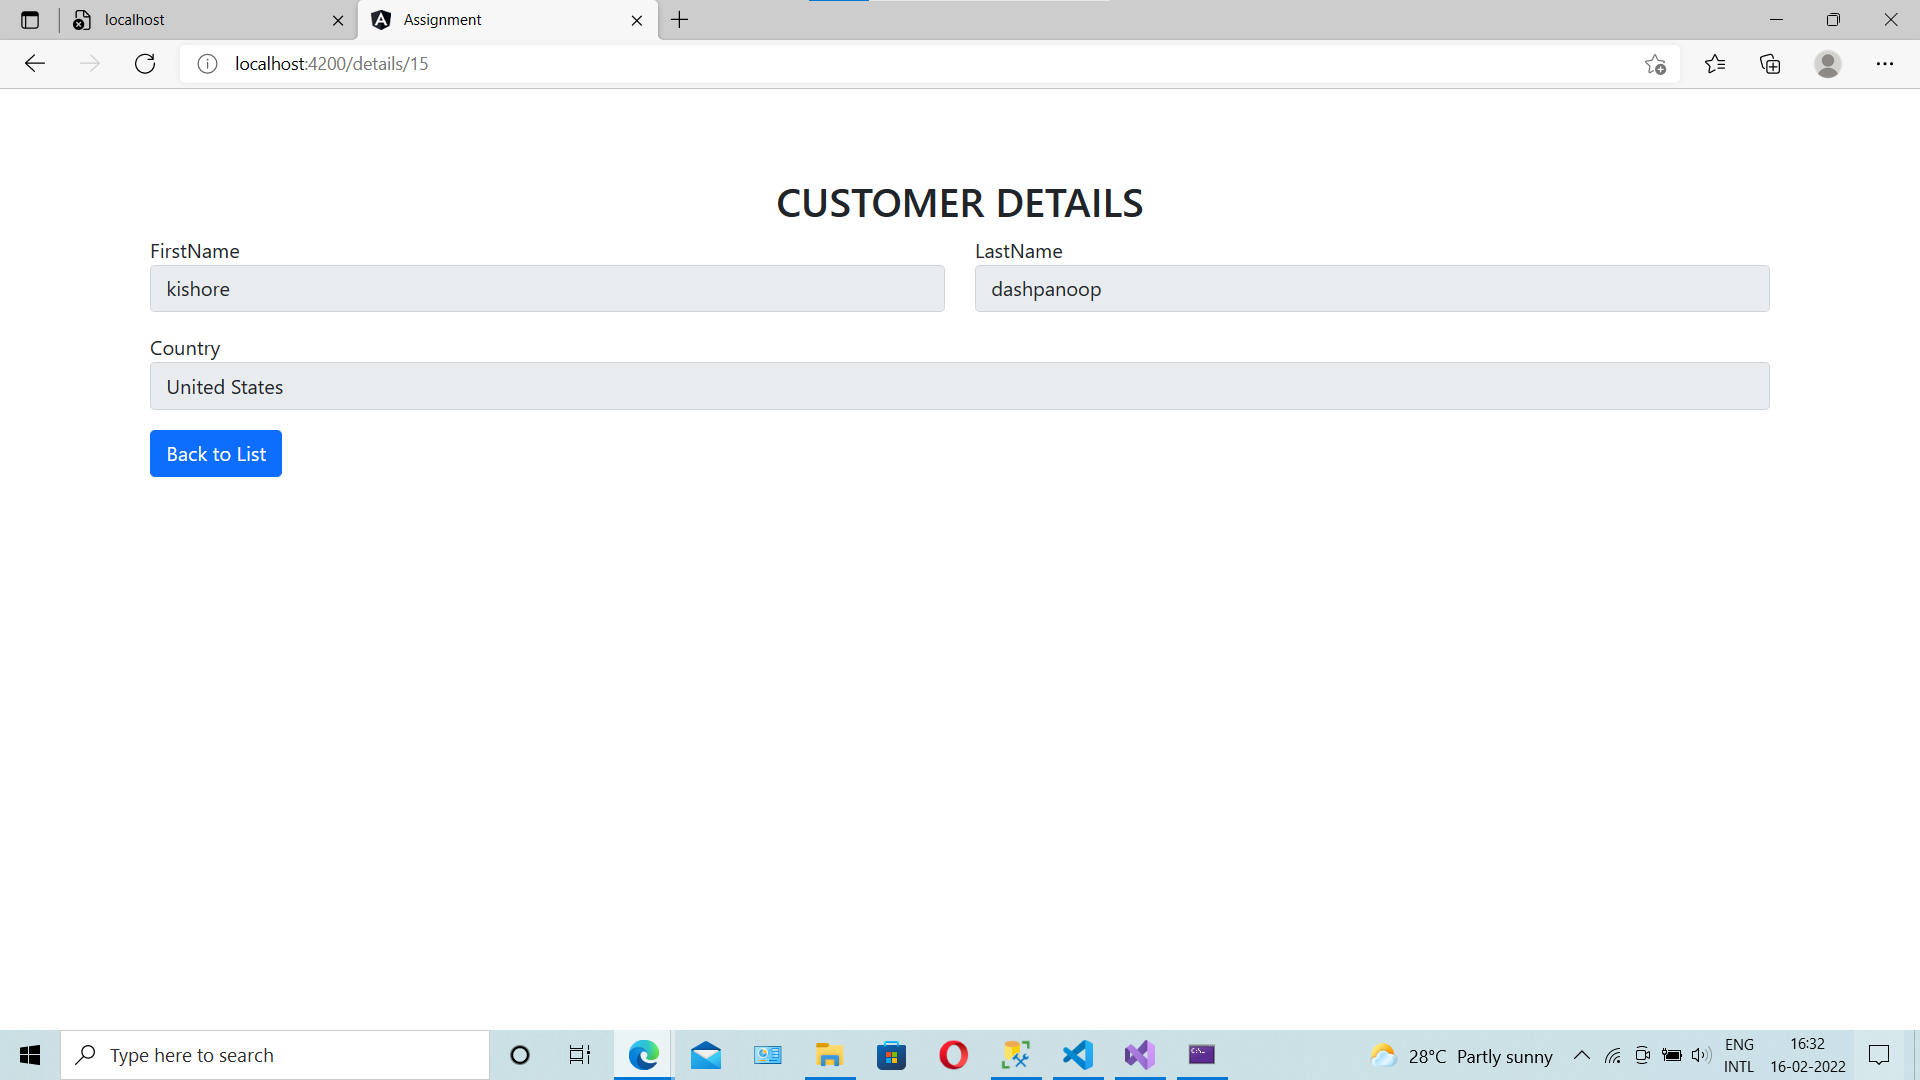 localhost
Assignment
localhost:4200/details/15
CUSTOMER DETAILS
FirstName
LastName
kishore
dashpanoop
Country
United States
Back to List
Type here to search
28°C Partly sunny
ENG
INTL
16:32
16-02-2022